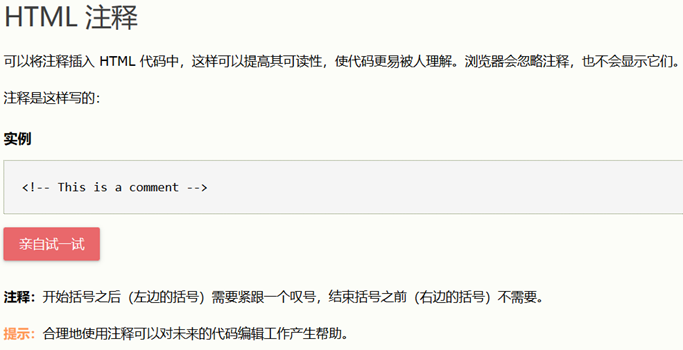 HTML 注释
可以将注释插入 HTML 代码中，这样可以提高其可读性，使代码更易被人理解。浏览器会忽略注释，也不会显示它们。
注释是这样写的：
实例
<!-- This is a comment -->
亲自试一试
注释：开始括号之后（左边的括号）需要紧跟一个叹号，结束括号之前（右边的括号）不需要。
提示：合理地使用注释可以对未来的代码编辑工作产生帮助。